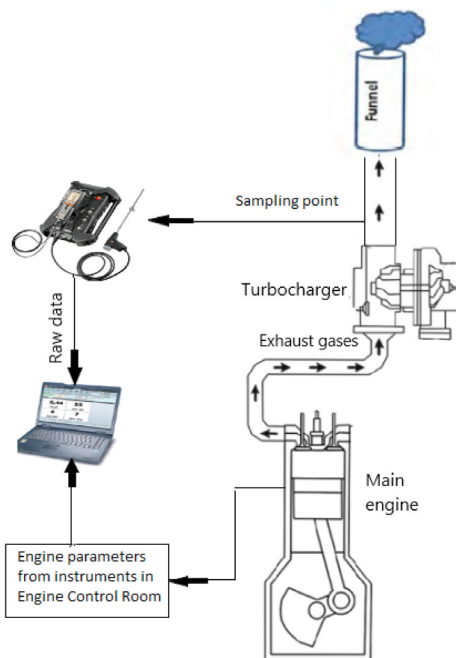 Funnel
Sampling point
Turbocharger
Raw data
Exhaust gases
Main
engine
Engine parameters
from instruments in
Engine Control Room